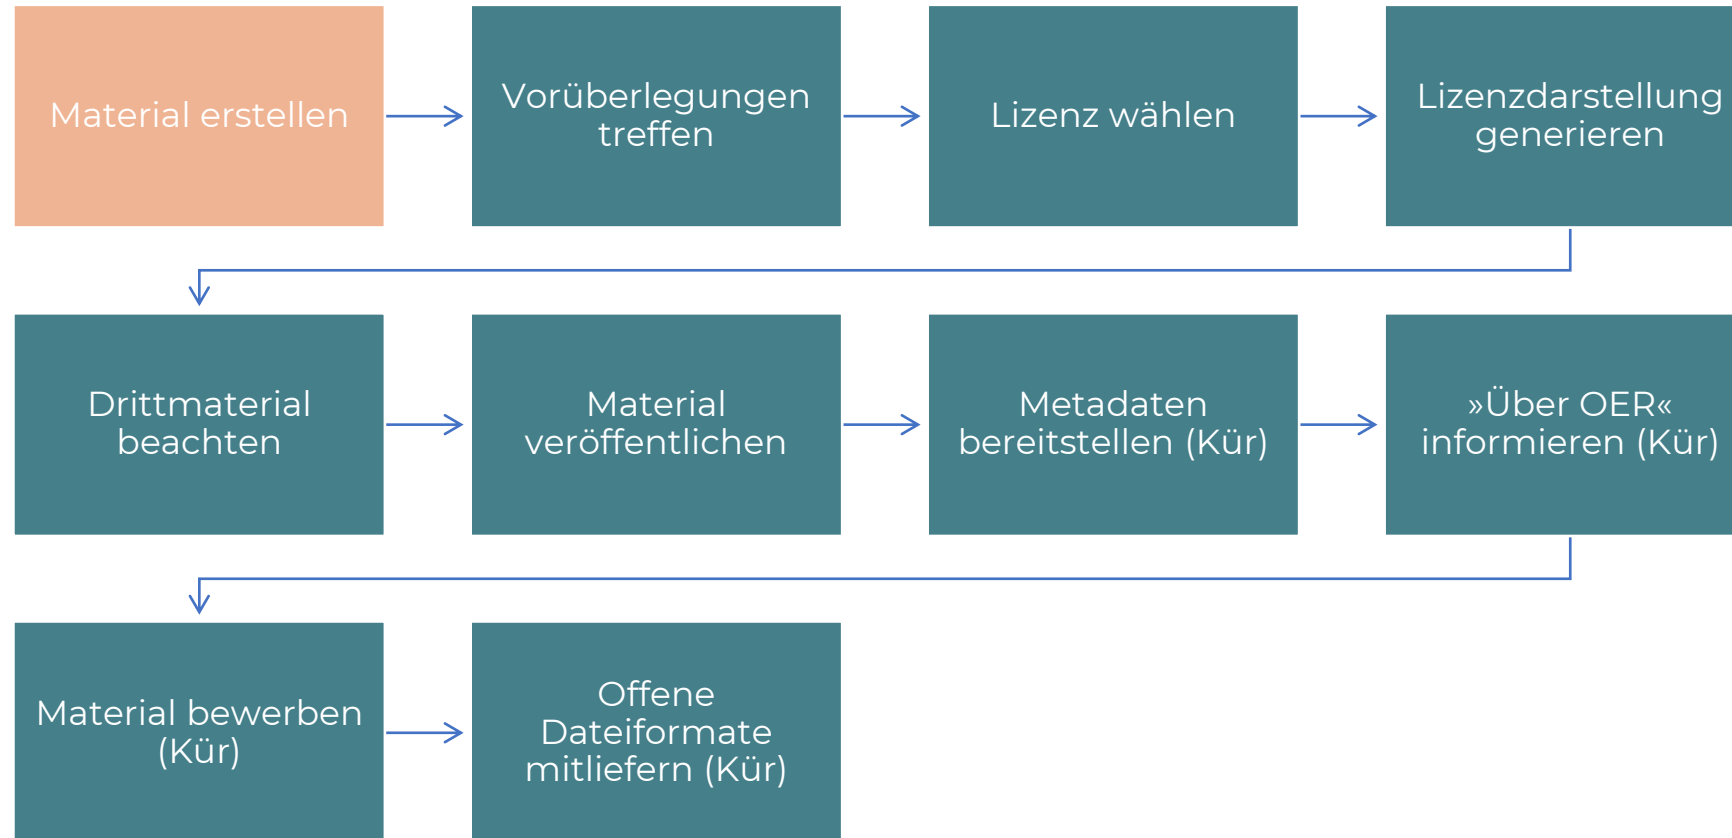 Material erstellen
Vorüberlegungen
treffen
Lizenz wählen
Lizenzdarstellung
generieren
Drittmaterial
beachten
Material
veröffentlichen
Metadaten
bereitstellen (Kür)
»Über OER«
informieren (Kür)
Material bewerben
(Kür)
Offene
Dateiformate
mitliefern (Kür)